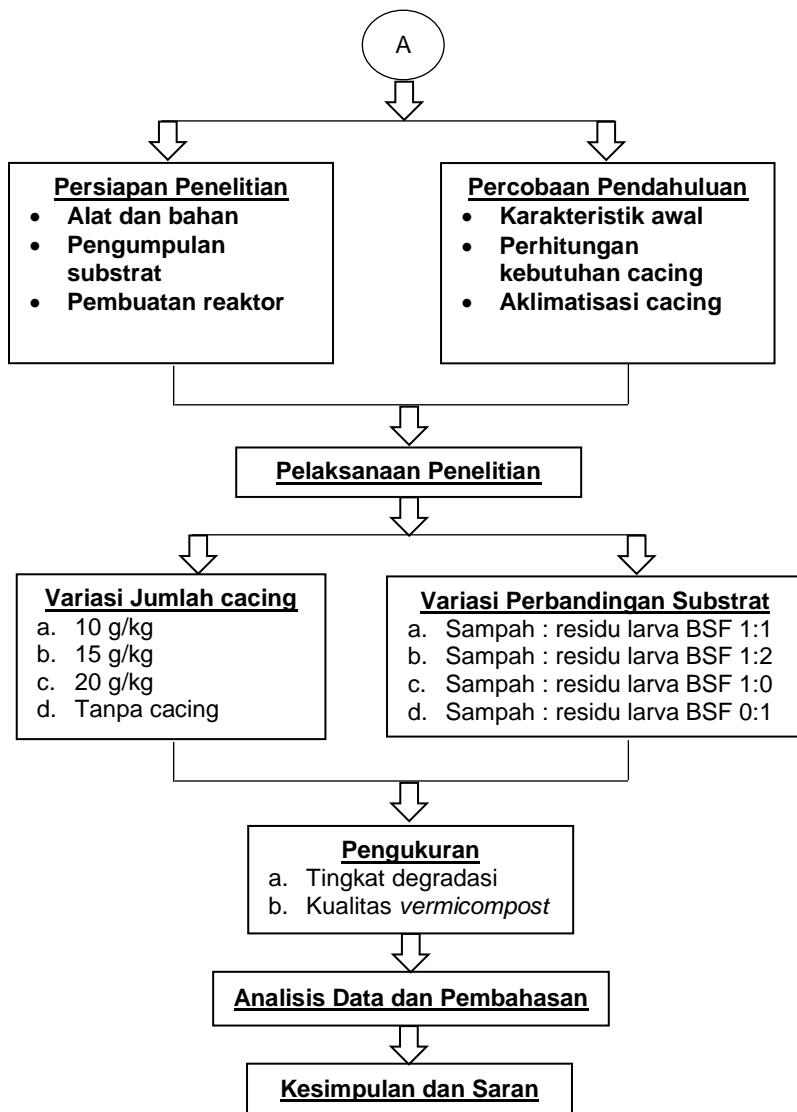 A
Persiapan Penelitian
• Alat dan bahan
• Pengumpulan
substrat
• Pembuatan reaktor
Percobaan Pendahuluan
• Karakteristik awal
• Perhitungan
kebutuhan cacing
• Aklimatisasi cacing
Pelaksanaan Penelitian
Variasi Jumlah cacing
a. 10 g/kg
b. 15 g/kg
c. 20 g/kg
d. Tanpa cacing
Variasi Perbandingan Substrat
a. Sampah : residu larva BSF 1:1
b. Sampah : residu larva BSF 1:2
c. Sampah : residu larva BSF 1:0
d. Sampah : residu larva BSF 0:1
Pengukuran
a. Tingkat degradasi
b. Kualitas vermicompost
Analisis Data dan Pembahasan
Kesimpulan dan Saran